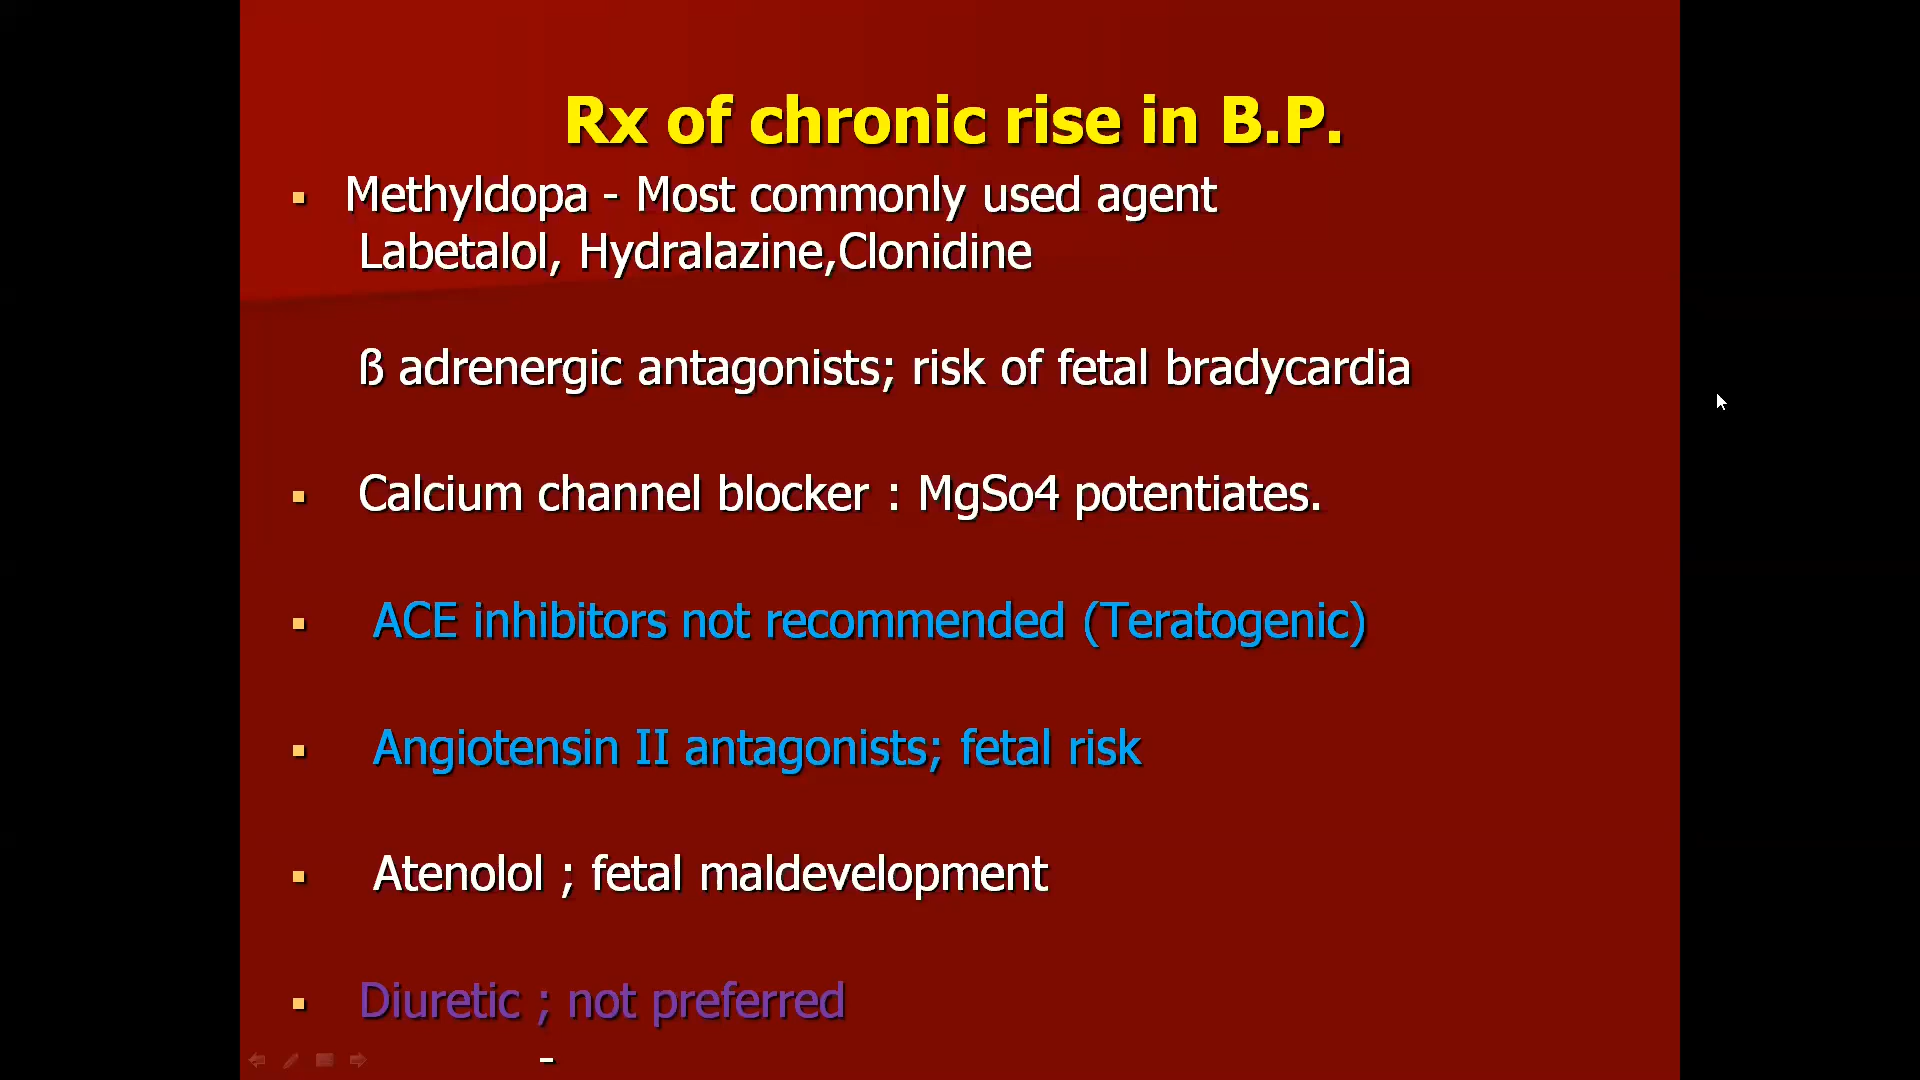 Rx of chronic rise in B.P.
▪ Methyldopa - Most commonly used agent
Labetalol, Hydralazine,Clonidine
ß adrenergic antagonists; risk of fetal bradycardia
▪ Calcium channel blocker : MgSo4 potentiates.
▪ ACE inhibitors not recommended (Teratogenic)
▪ Angiotensin II antagonists; fetal risk
▪ Atenolol ; fetal maldevelopment
▪ Diuretic ; not preferred
-